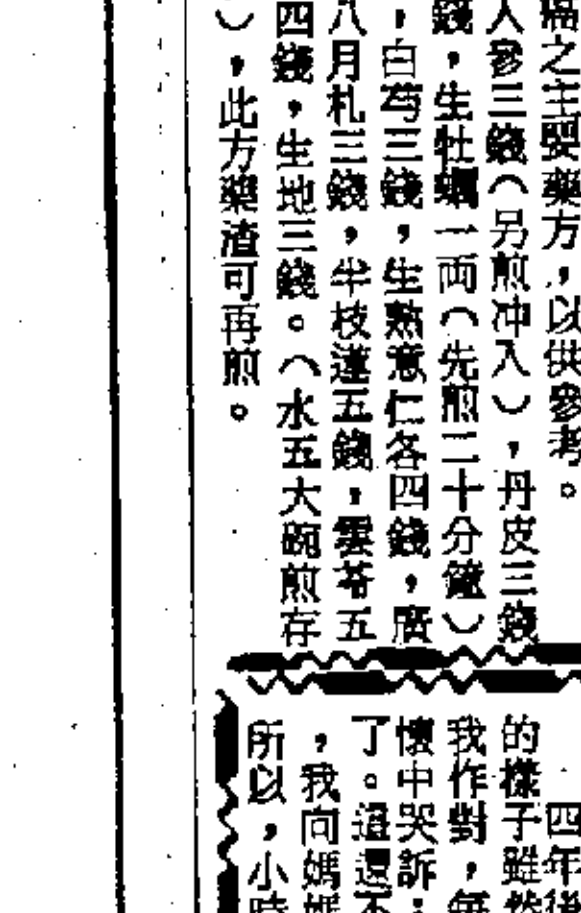 之主要藥方,以供參考。
人參三錢(另煎冲入),丹皮三錢
錢,生牡蠣一両(先煎二十分鐘)
,白芍三錢,生熟意仁各四錢,廣
八月札三錢,半枝蓮五錢,雲苓五
四錢,生地三錢。(水五大碗煎存
),此方藥渣可再煎。
四年後
的樣子雖然
我作對,每
懷中哭訴:
了。這還不
,我向媽媽
所以,小時